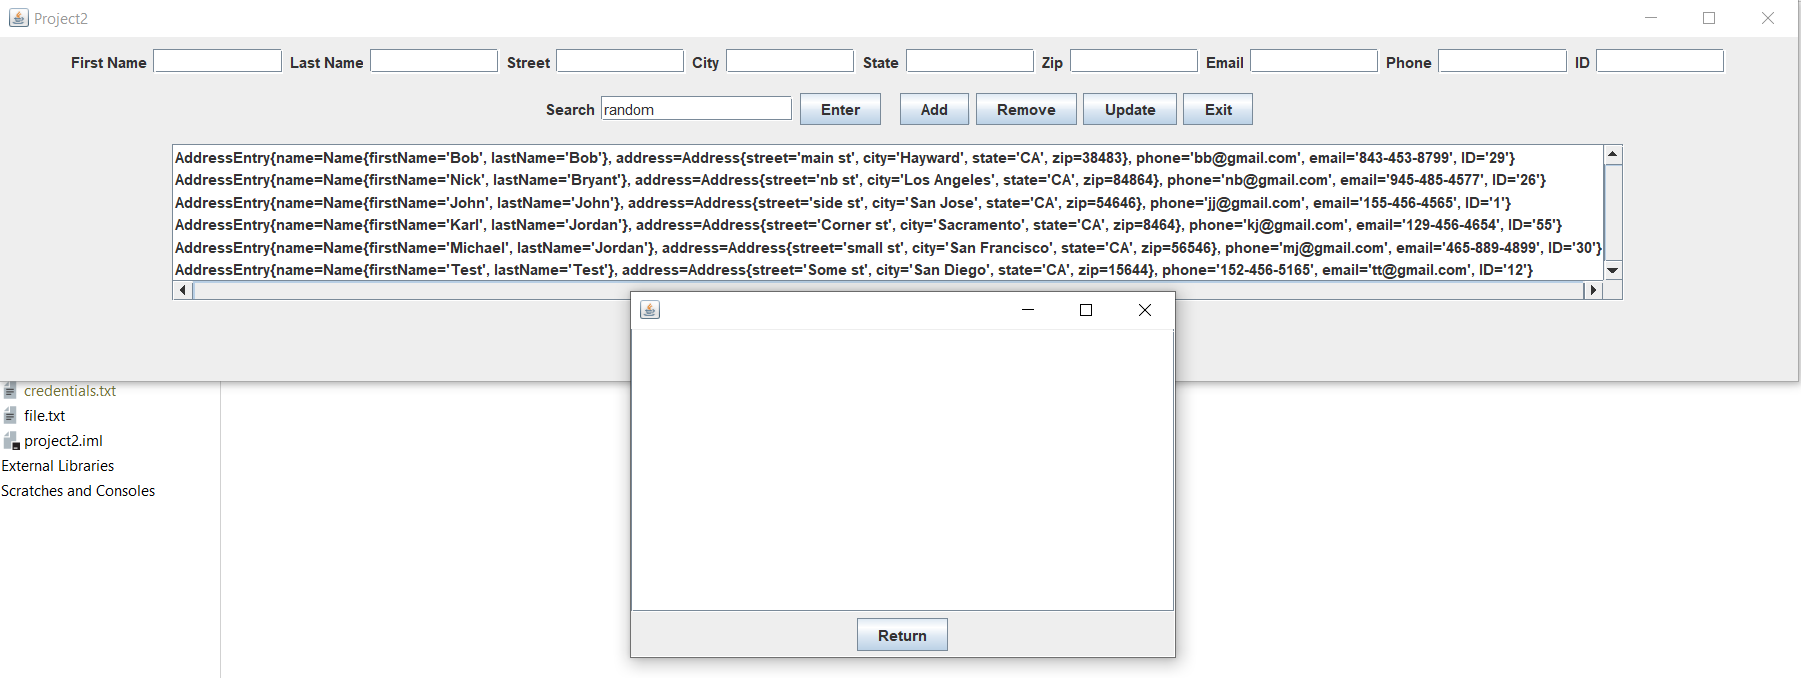 Project2
First Name Last Name Street City State Zip Email Phone ID
Search random Enter Add Remove Update Exit
AddressEntry{name=Name{firstName='Bob', lastName='Bob'}, address=Address{street='main st', city='Hayward', state='CA', zip=38483}, phone='bb@gmail.com', email='843-453-8799', ID='29'}
AddressEntry{name=Name{firstName='Nick', lastName='Bryant'}, address=Address{street='nb st', city='Los Angeles', state='CA', zip=84864}, phone='nb@gmail.com', email='945-485-4577', ID='26'}
AddressEntry{name=Name{firstName='John', lastName='John'}, address=Address{street='side st', city='San Jose', state='CA', zip=54646}, phone='jj@gmail.com', email='155-456-4565', ID='1'}
AddressEntry{name=Name{firstName='Karl', lastName='Jordan'}, address=Address{street='Corner st', city='Sacramento', state='CA', zip=8464}, phone='kj@gmail.com', email='129-456-4654', ID='55'}
AddressEntry{name=Name{firstName='Michael', lastName='Jordan'}, address=Address{street='small st', city='San Francisco', state='CA', zip=56546}, phone='mj@gmail.com', email='465-889-4899', ID='30'}
AddressEntry{name=Name{firstName='Test', lastName='Test'}, address=Address{street='Some st', city='San Diego', state='CA', zip=15644}, phone='152-456-5165', email='tt@gmail.com', ID='12'}
credentials.txt
file.txt
project2.iml
External Libraries
Scratches and Consoles
Return